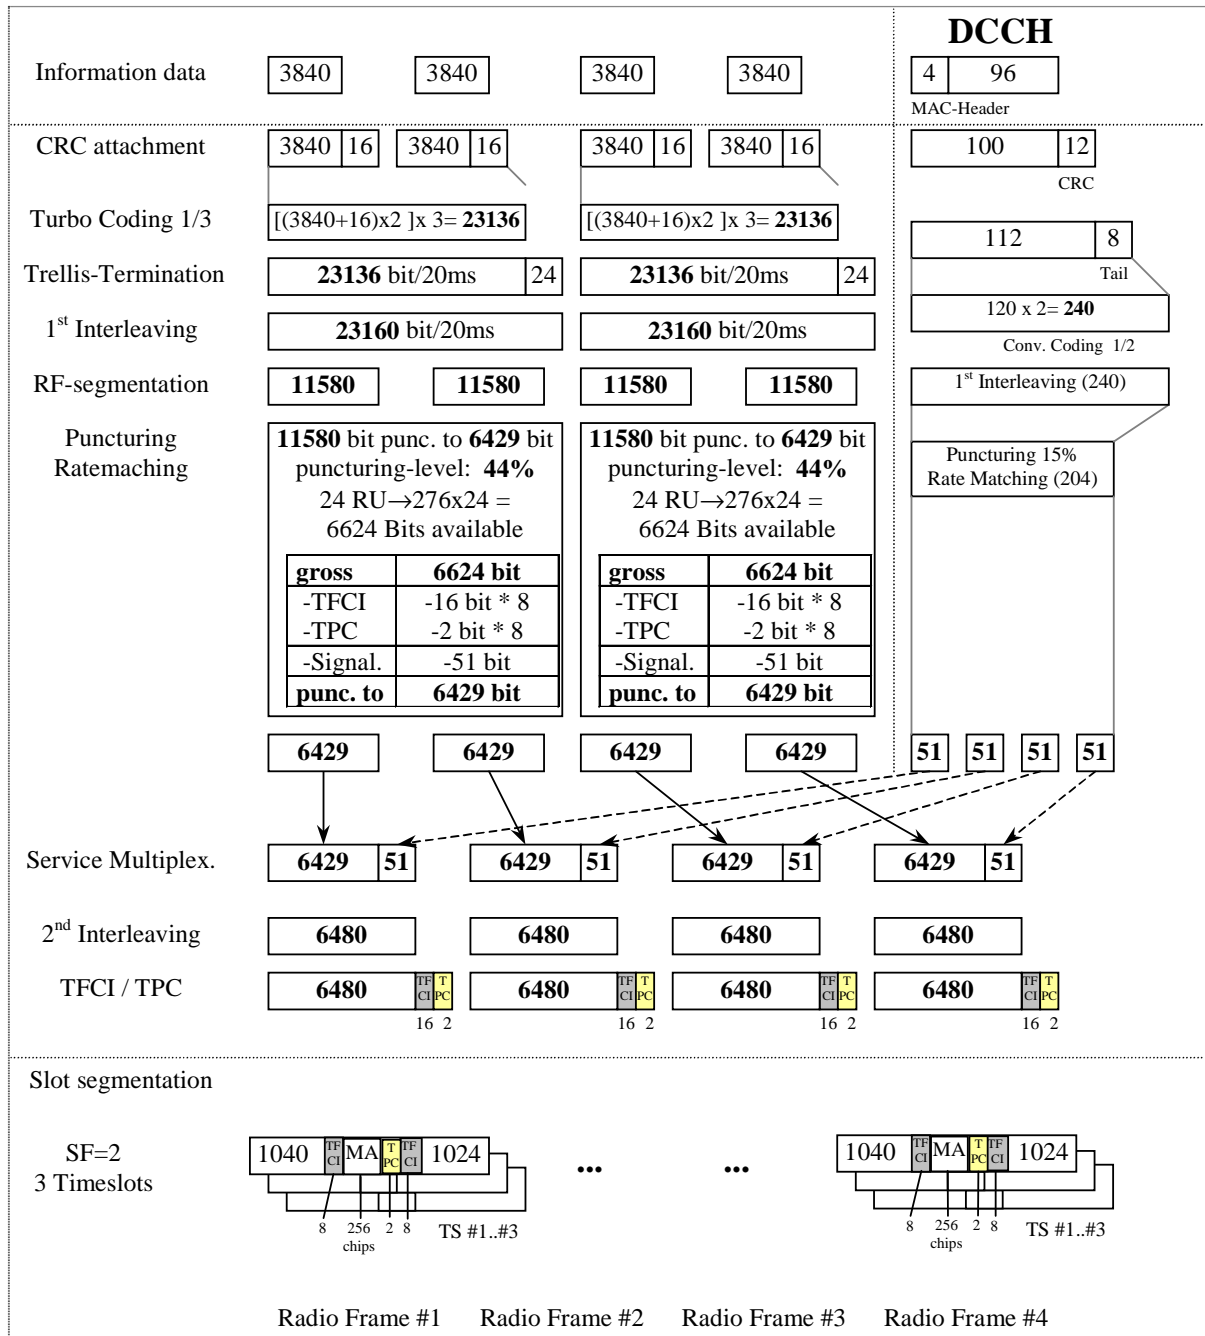 DCCH
Information data 3840 3840 3840 3840 4 96
MAC-Header
CRC attachment 3840 16 3840 16 3840 16 3840 16 100 12
CRC
Turbo Coding 1/3 [(3840+16)x2 ]x 3= 23136 [(3840+16)x2 ]x 3= 23136
112 8
Tail
Trellis-Termination 23136 bit/20ms 24 23136 bit/20ms 24
120 x 2= 240
1st Interleaving 23160 bit/20ms 23160 bit/20ms
Conv. Coding 1/2
RF-segmentation 11580 11580 11580 11580 1st Interleaving (240)
Puncturing
Ratemaching
11580 bit punc. to 6429 bit
puncturing-level: 44%
24 RU→276x24 =
6624 Bits available
gross 6624 bit
-TFCI -16 bit * 8
-TPC -2 bit * 8
-Signal. -51 bit
punc. to 6429 bit
11580 bit punc. to 6429 bit
puncturing-level: 44%
24 RU→276x24 =
6624 Bits available
gross 6624 bit
-TFCI -16 bit * 8
-TPC -2 bit * 8
-Signal. -51 bit
punc. to 6429 bit
Puncturing 15%
Rate Matching (204)
6429 6429 6429 6429 51 51 51 51
Service Multiplex. 6429 51 6429 51 6429 51 6429 51
2nd Interleaving 6480 6480 6480 6480
TFCI / TPC 6480 TF CI T PC 6480 TF CI T PC 6480 TF CI T PC 6480 TF CI T PC
16 2 16 2 16 2 16 2
Slot segmentation
SF=2
3 Timeslots
1040 TF CI MA T PC TF CI 1024
8 256 2 8 TS #1..#3
chips
... ...
1040 TF CI MA T PC TF CI 1024
8 256 2 8 TS #1..#3
chips
Radio Frame #1 Radio Frame #2 Radio Frame #3 Radio Frame #4